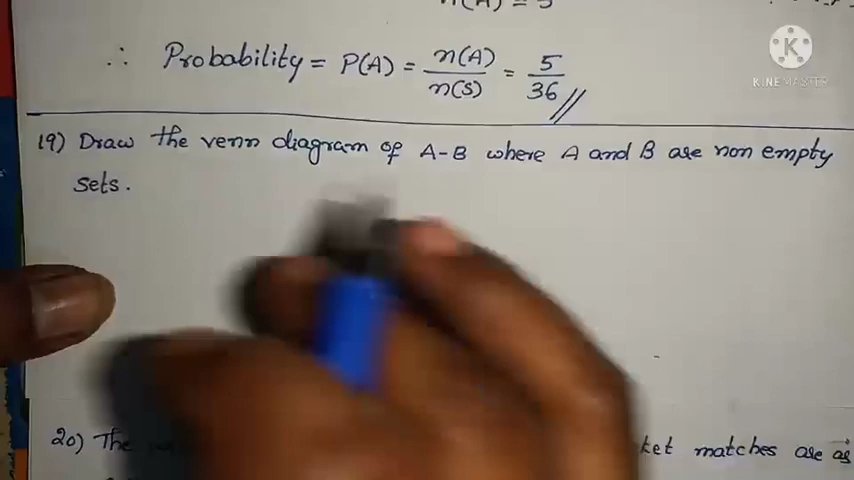 ∴ Probability = P(A) = n(A)/n(S) = 5/36 //
KINEMASTER
19) Draw the venn diagram of A-B where A and B are non empty
sets.
20) The matches are as